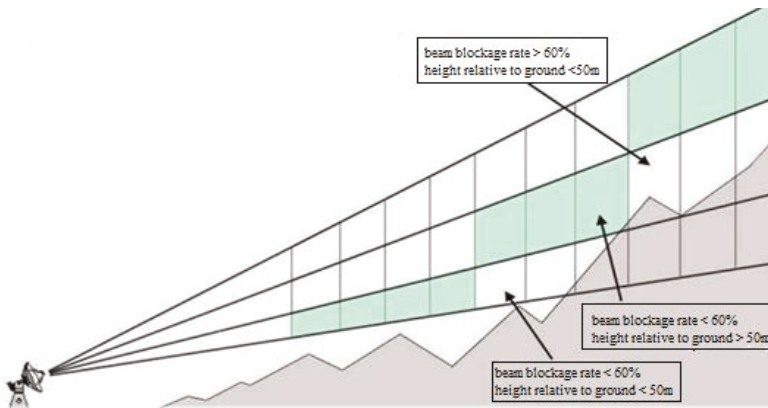 beam blockage rate > 60%
height relative to ground <50m
beam blockage rate < 60%
height relative to ground > 50m
beam blockage rate < 60%
height relative to ground < 50m